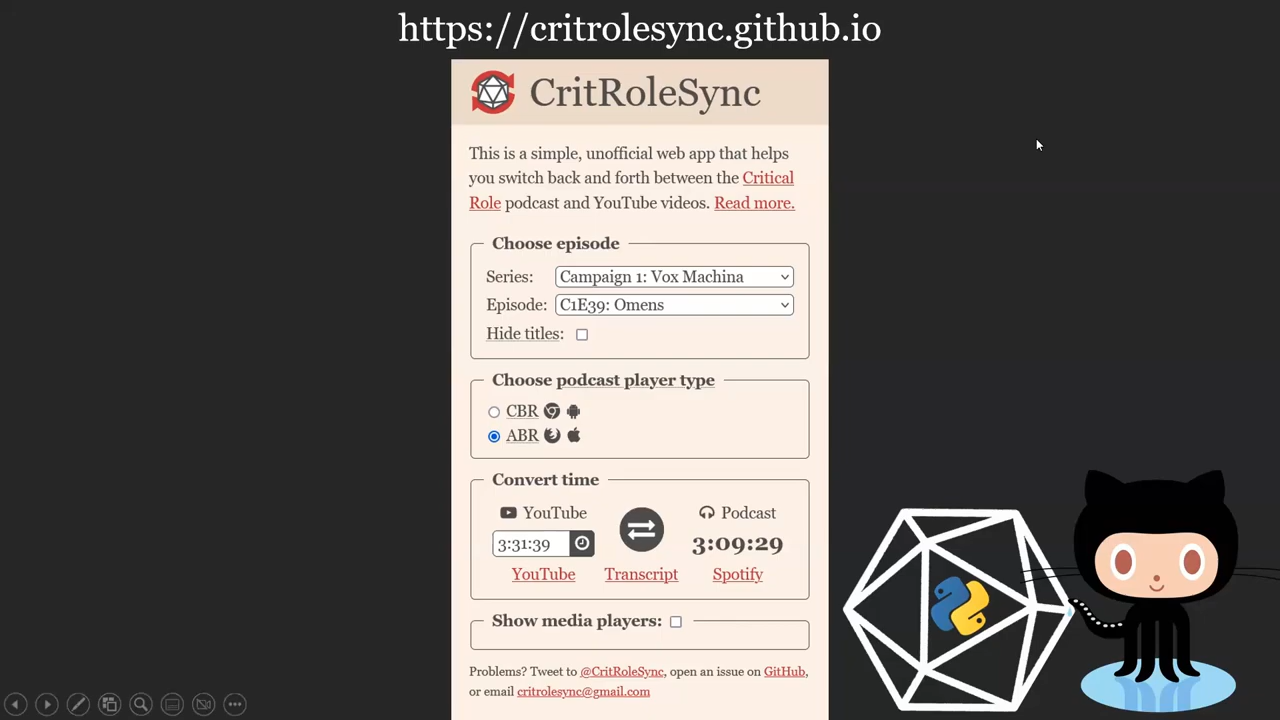 https://critrolesync.github.io
CritRoleSync
This is a simple, unofficial web app that helps
you switch back and forth between the Critical
Role podcast and YouTube videos. Read more.
Choose episode
Series: Campaign 1: Vox Machina
Episode: C1E39: Omens
Hide titles:
Choose podcast player type
CBR
ABR
Convert time
YouTube Podcast
3:31:39 3:09:29
YouTube Transcript Spotify
Show media players:
Problems? Tweet to @CritRoleSync, open an issue on GitHub,
or email critrolesync@gmail.com